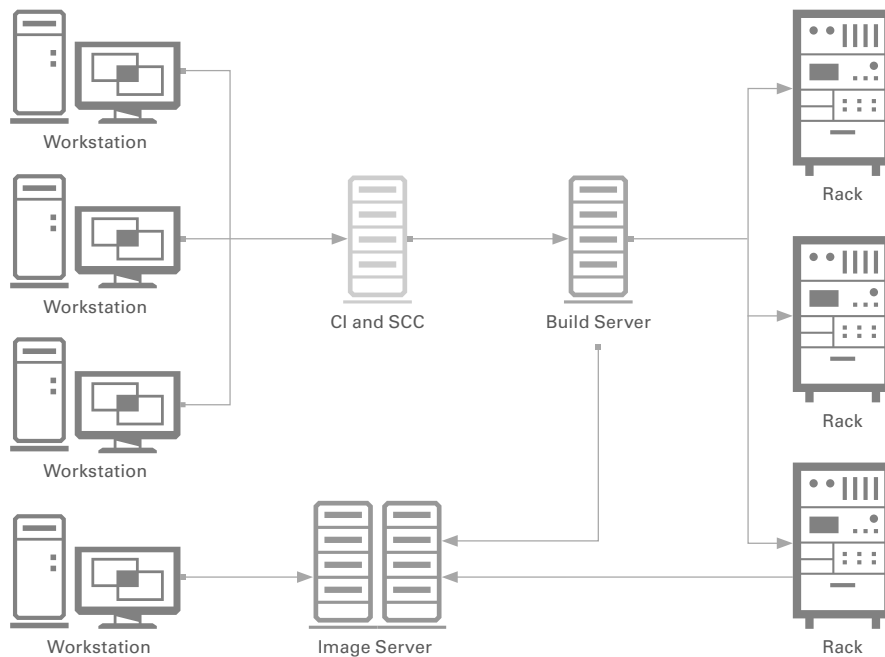 Workstation
Rack
Workstation
CI and SCC
Build Server
Rack
Workstation
Workstation
Image Server
Rack